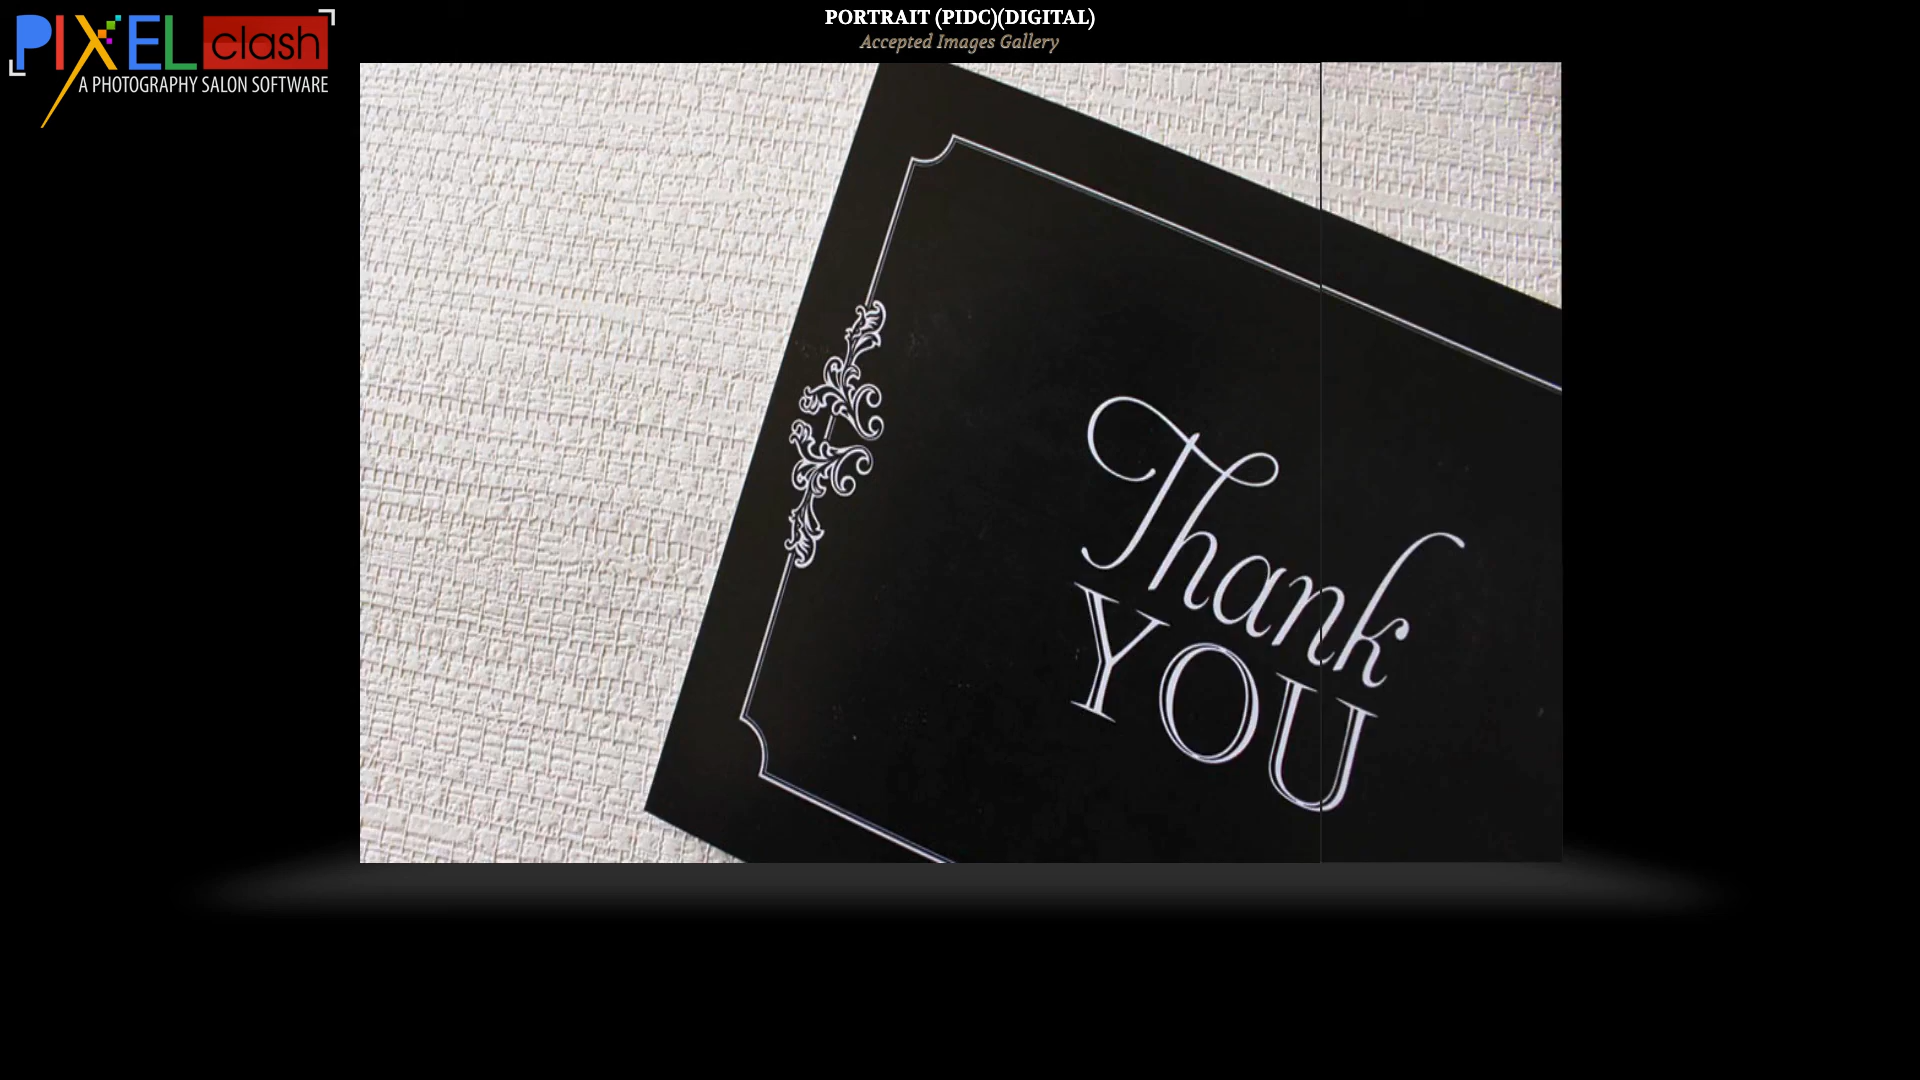 PIXEL clash
A PHOTOGRAPHY SALON SOFTWARE
PORTRAIT (PIDC)(DIGITAL)
Accepted Images Gallery
Thank
YOU